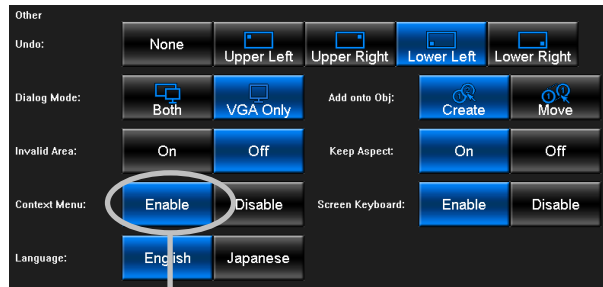 Other
Undo: None Upper Left Upper Right Lower Left Lower Right
Dialog Mode: Both VGA Only Add onto Obj: Create Move
Invalid Area: On Off Keep Aspect: On Off
Context Menu: Enable Disable Screen Keyboard: Enable Disable
Language: English Japanese